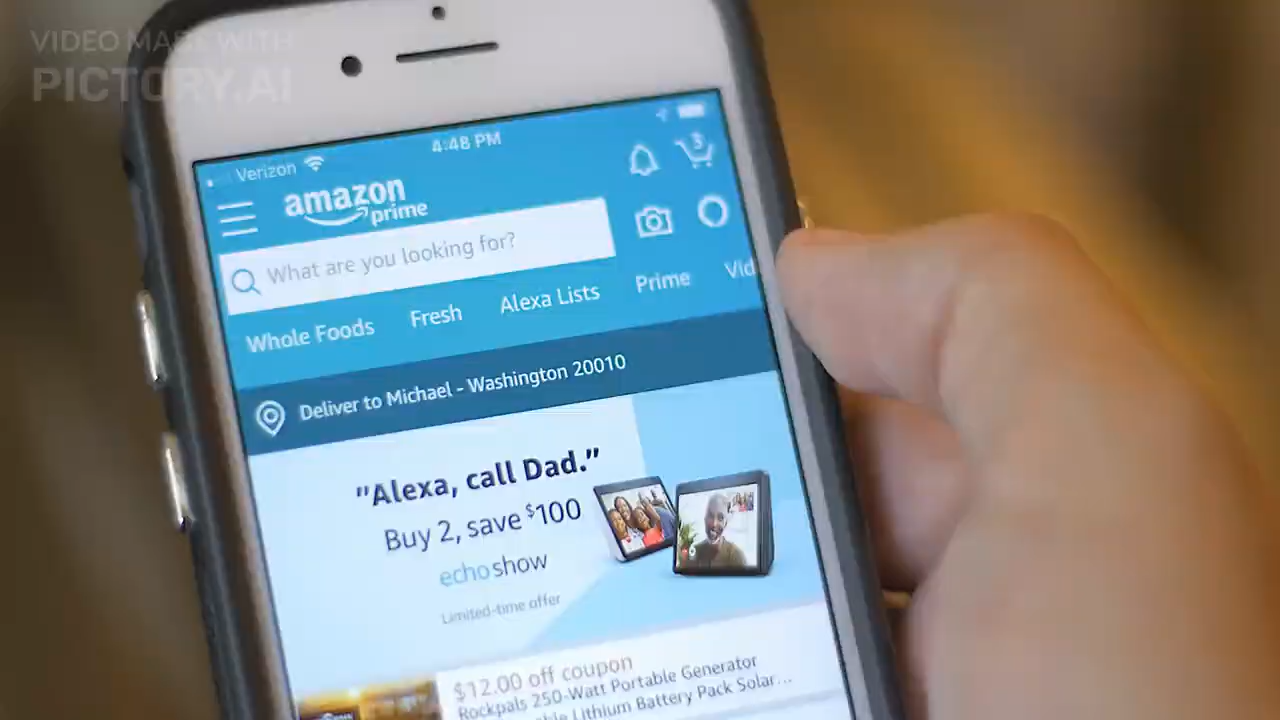 VIDEO MADE WITH
PICTORY.AI
Verizon
4:48 PM
3
amazon
prime
What are you looking for?
Whole Foods
Fresh
Alexa Lists
Prime
Vid
Deliver to Michael - Washington 20010
"Alexa, call Dad."
Buy 2, save $100
echo show
Limited-time offer
$12.00 off coupon
Rockpals 250-Watt Portable Generator
Lithium Battery Pack Solar...